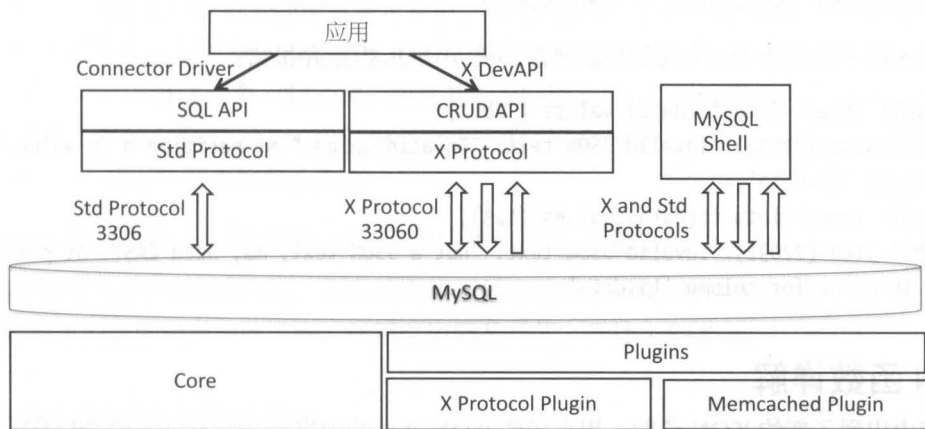 应用
Connector Driver
X DevAPI
SQL API
CRUD API
MySQL
Shell
Std Protocol
X Protocol
Std Protocol
3306
X Protocol
33060
X and Std
Protocols
MySQL
Core
Plugins
X Protocol Plugin
Memcached Plugin